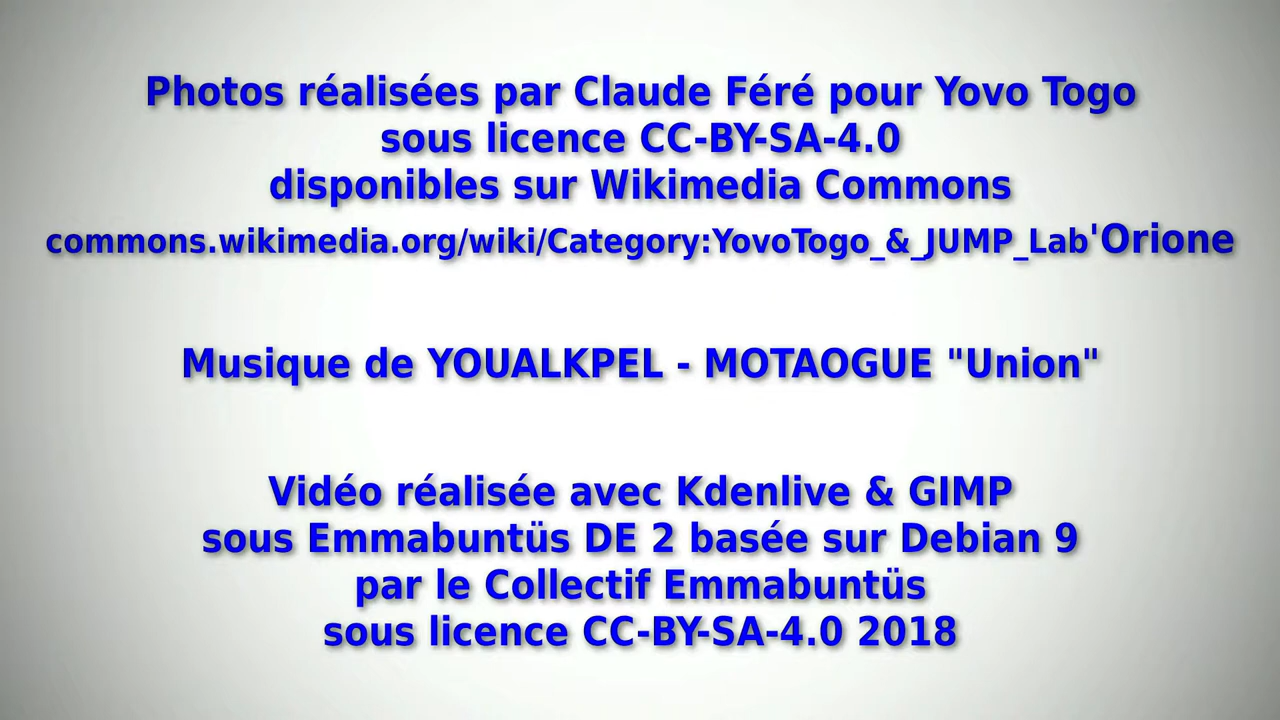 Photos réalisées par Claude Féré pour Yovo Togo
sous licence CC-BY-SA-4.0
disponibles sur Wikimedia Commons
commons.wikimedia.org/wiki/Category:YovoTogo_&_JUMP_Lab'Orione
Musique de YOUALKPEL - MOTAOGUE "Union"
Vidéo réalisée avec Kdenlive & GIMP
sous Emmabuntüs DE 2 basée sur Debian 9
par le Collectif Emmabuntüs
sous licence CC-BY-SA-4.0 2018